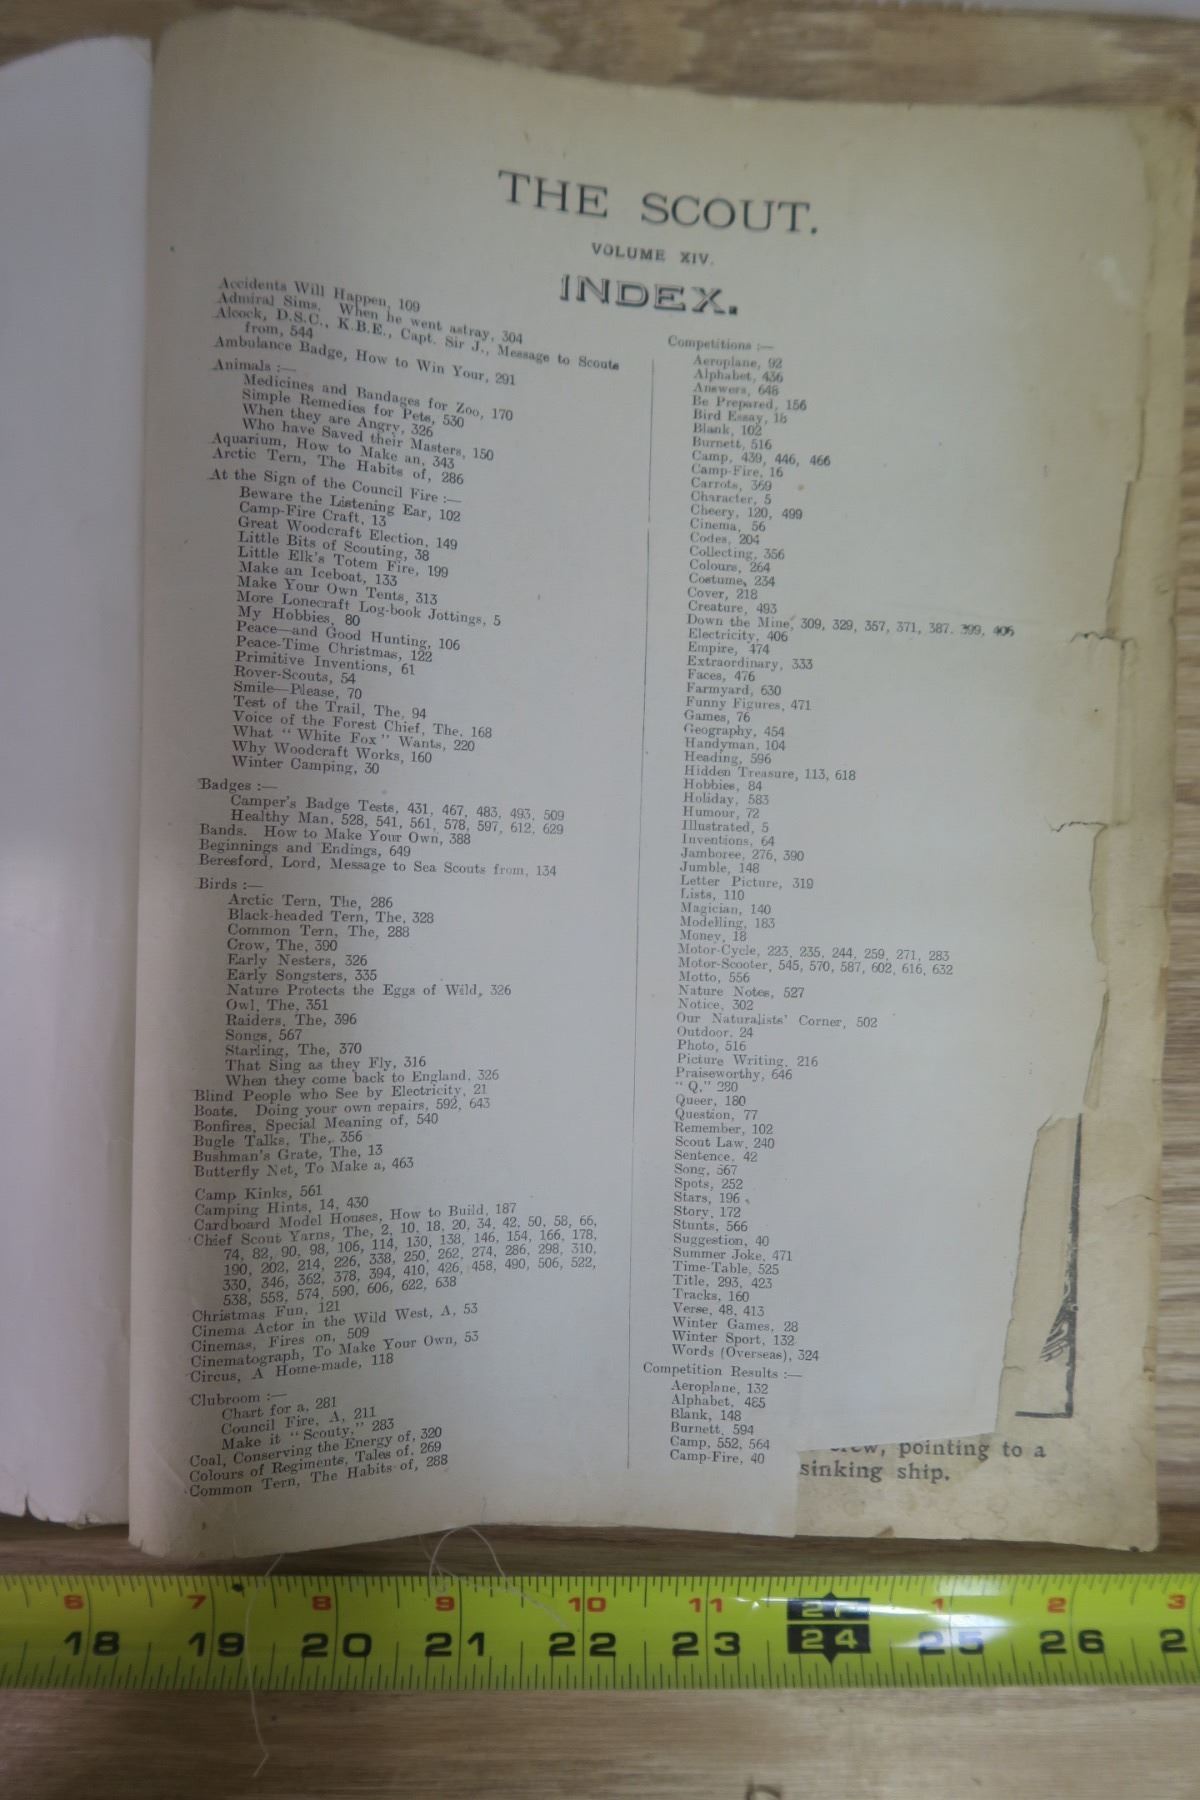 THE SCOUT.
VOLUME XIV.
INDEX.
Accidents Will Happen, 109
Admiral Sims. When he went astray, 304
Alcock, D.S.C., K.B.E., Capt. Sir J., Message to Scouts
from, 544
Ambulance Badge, How to Win Your, 291
Animals :—
Medicines and Bandages for Zoo, 170
Simple Remedies for Pets, 530
When they are Angry, 326
Who have Saved their Masters, 150
Aquarium, How to Make an, 343
Arctic Tern, The Habits of, 286
At the Sign of the Council Fire :—
Beware the Listening Ear, 102
Camp-Fire Craft, 13
Great Woodcraft Election, 149
Little Bits of Scouting, 38
Little Elk's Totem Fire, 199
Make an Iceboat, 133
Make Your Own Tents, 313
More Lonecraft Log-book Jottings, 5
My Hobbies, 80
Peace—and Good Hunting, 106
Peace-Time Christmas, 122
Primitive Inventions, 61
Rover-Scouts, 54
Smile—Please, 70
Test of the Trail, The, 94
Voice of the Forest Chief, The, 168
What "White Fox" Wants, 220
Why Woodcraft Works, 160
Winter Camping, 30
Badges :—
Camper's Badge Tests, 431, 467, 483, 493, 509
Healthy Man, 528, 541, 561, 578, 597, 612, 629
Bands. How to Make Your Own, 388
Beginnings and Endings, 649
Beresford, Lord, Message to Sea Scouts from, 134
Birds :—
Arctic Tern, The, 286
Black-headed Tern, The, 328
Common Tern, The, 288
Crow, The, 390
Early Nesters, 326
Early Songsters, 335
Nature Protects the Eggs of Wild, 326
Owl, The, 351
Raiders, The, 396
Songs, 567
Starling, The, 370
That Sing as they Fly, 316
When they come back to England, 326
Blind People who See by Electricity, 21
Boats. Doing your own repairs, 592, 643
Bonfires, Special Meaning of, 540
Bugle Talks, The, 356
Bushman's Grate, The, 13
Butterfly Net, To Make a, 463
Camp Kinks, 561
Camping Hints, 14, 430
Cardboard Model Houses, How to Build, 187
Chief Scout Yarns, The, 2, 10, 18, 20, 34, 42, 50, 58, 66,
74, 82, 90, 98, 106, 114, 130, 138, 146, 154, 166, 178,
190, 202, 214, 226, 338, 250, 262, 274, 286, 298, 310,
330, 346, 362, 378, 394, 410, 426, 458, 490, 506, 522,
538, 558, 574, 590, 606, 622, 638
Christmas Fun, 121
Cinema Actor in the Wild West, A, 53
Cinemas, Fires on, 509
Cinematograph, To Make Your Own, 53
Circus, A Home-made, 118
Clubroom :—
Chart for a, 281
Council Fire, A, 211
Make it "Scouty," 283
Coal, Conserving the Energy of, 320
Colours of Regiments, Tales of, 269
Common Tern, The Habits of, 288
Competitions :—
Aeroplane, 92
Alphabet, 436
Answers, 648
Be Prepared, 156
Bird Essay, 18
Blank, 102
Burnett, 516
Camp, 439, 446, 466
Camp-Fire, 16
Carrots, 369
Character, 5
Cheery, 120, 499
Cinema, 56
Codes, 204
Collecting, 356
Colours, 264
Costume, 234
Cover, 218
Creature, 493
Down the Mine, 309, 329, 357, 371, 387, 399, 406
Electricity, 406
Empire, 474
Extraordinary, 333
Faces, 476
Farmyard, 630
Funny Figures, 471
Games, 76
Geography, 454
Handyman, 104
Heading, 596
Hidden Treasure, 113, 618
Hobbies, 84
Holiday, 583
Humour, 72
Illustrated, 5
Inventions, 64
Jamboree, 276, 390
Jumble, 148
Letter Picture, 319
Lists, 110
Magician, 140
Modelling, 183
Money, 18
Motor-Cycle, 223, 235, 244, 259, 271, 283
Motor-Scooter, 545, 570, 587, 602, 616, 632
Motto, 556
Nature Notes, 527
Notice, 302
Our Naturalists' Corner, 502
Outdoor, 24
Photo, 516
Picture Writing, 216
Praiseworthy, 646
"Q," 280
Queer, 180
Question, 77
Remember, 102
Scout Law, 240
Sentence, 42
Song, 567
Spots, 252
Stars, 196
Story, 172
Stunts, 566
Suggestion, 40
Summer Joke, 471
Time-Table, 525
Title, 293, 423
Tracks, 160
Verse, 48, 413
Winter Games, 28
Winter Sport, 132
Words (Overseas), 324
Competition Results :—
Aeroplane, 132
Alphabet, 485
Blank, 148
Burnett, 594
Camp, 552, 564
Camp-Fire, 40
crew, pointing to a
sinking ship.
6 7 8 9 10 11 1 2 3
18 19 20 21 22 23 24 25 26 2